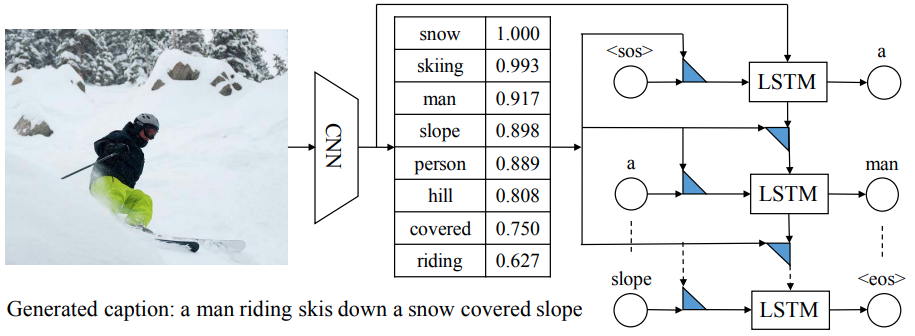 CNN
snow 1.000
skiing 0.993
man 0.917
slope 0.898
person 0.889
hill 0.808
covered 0.750
riding 0.627
<sos>
LSTM
a
a
LSTM
man
slope
LSTM
<eos>
Generated caption: a man riding skis down a snow covered slope